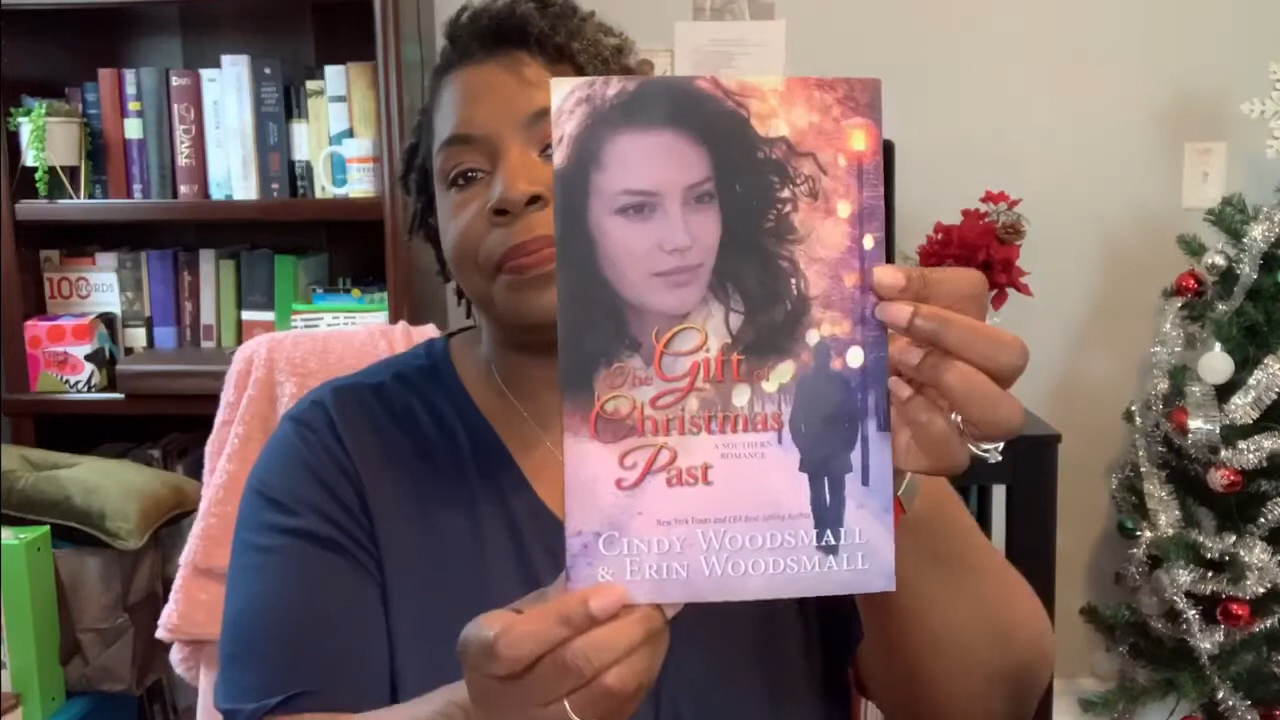 The Gift of
Christmas
Past
A SOUTHERN
ROMANCE
New York Times and CBA Best-Selling Author
CINDY WOODSMALL
& ERIN WOODSMALL
DANE
100
WORDS